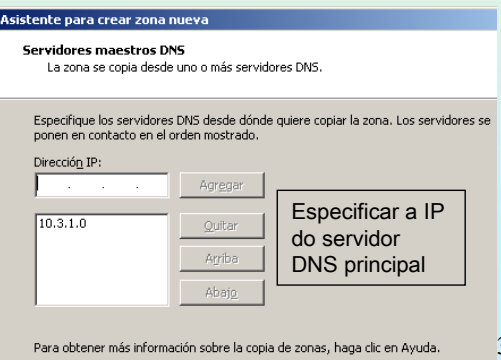 Asistente para crear zona nueva
Servidores maestros DNS
La zona se copia desde uno o más servidores DNS.
Especifique los servidores DNS desde dónde quiere copiar la zona. Los servidores se
ponen en contacto en el orden mostrado.
Dirección IP:
. . .
Agregar
10.3.1.0
Quitar
Arriba
Abajo
Especificar a IP
do servidor
DNS principal
Para obtener más información sobre la copia de zonas, haga clic en Ayuda.